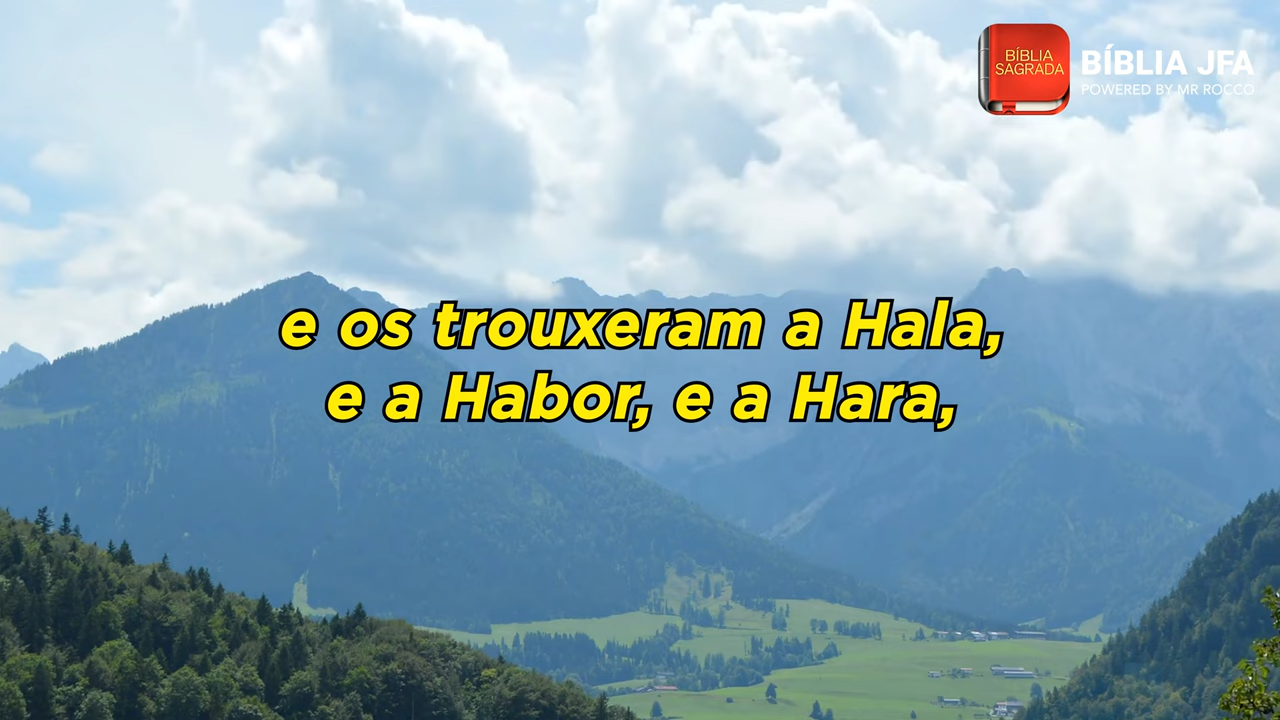 BÍBLIA
SAGRADA
BÍBLIA JFA
POWERED BY MR ROCCO
e os trouxeram a Hala,
e a Habor, e a Hara,